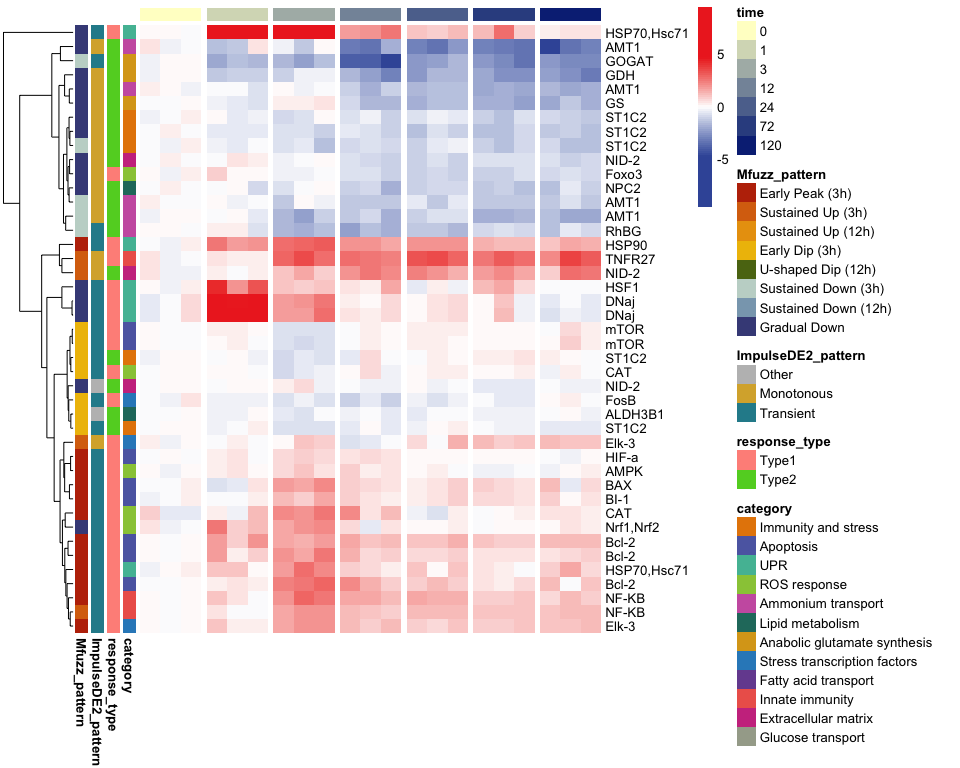 HSP70,Hsc71
AMT1
GOGAT
GDH
AMT1
GS
ST1C2
ST1C2
ST1C2
NID-2
Foxo3
NPC2
AMT1
AMT1
RhBG
HSP90
TNFR27
NID-2
HSF1
DNaj
DNaj
mTOR
mTOR
ST1C2
CAT
NID-2
FosB
ALDH3B1
ST1C2
Elk-3
HIF-a
AMPK
BAX
BI-1
CAT
Nrf1,Nrf2
Bcl-2
Bcl-2
HSP70,Hsc71
Bcl-2
NF-KB
NF-KB
Elk-3
Mfuzz_pattern
ImpulseDE2_pattern
response_type
category
5
0
-5
time
0
1
3
12
24
72
120
Mfuzz_pattern
Early Peak (3h)
Sustained Up (3h)
Sustained Up (12h)
Early Dip (3h)
U-shaped Dip (12h)
Sustained Down (3h)
Sustained Down (12h)
Gradual Down
ImpulseDE2_pattern
Other
Monotonous
Transient
response_type
Type1
Type2
category
Immunity and stress
Apoptosis
UPR
ROS response
Ammonium transport
Lipid metabolism
Anabolic glutamate synthesis
Stress transcription factors
Fatty acid transport
Innate immunity
Extracellular matrix
Glucose transport